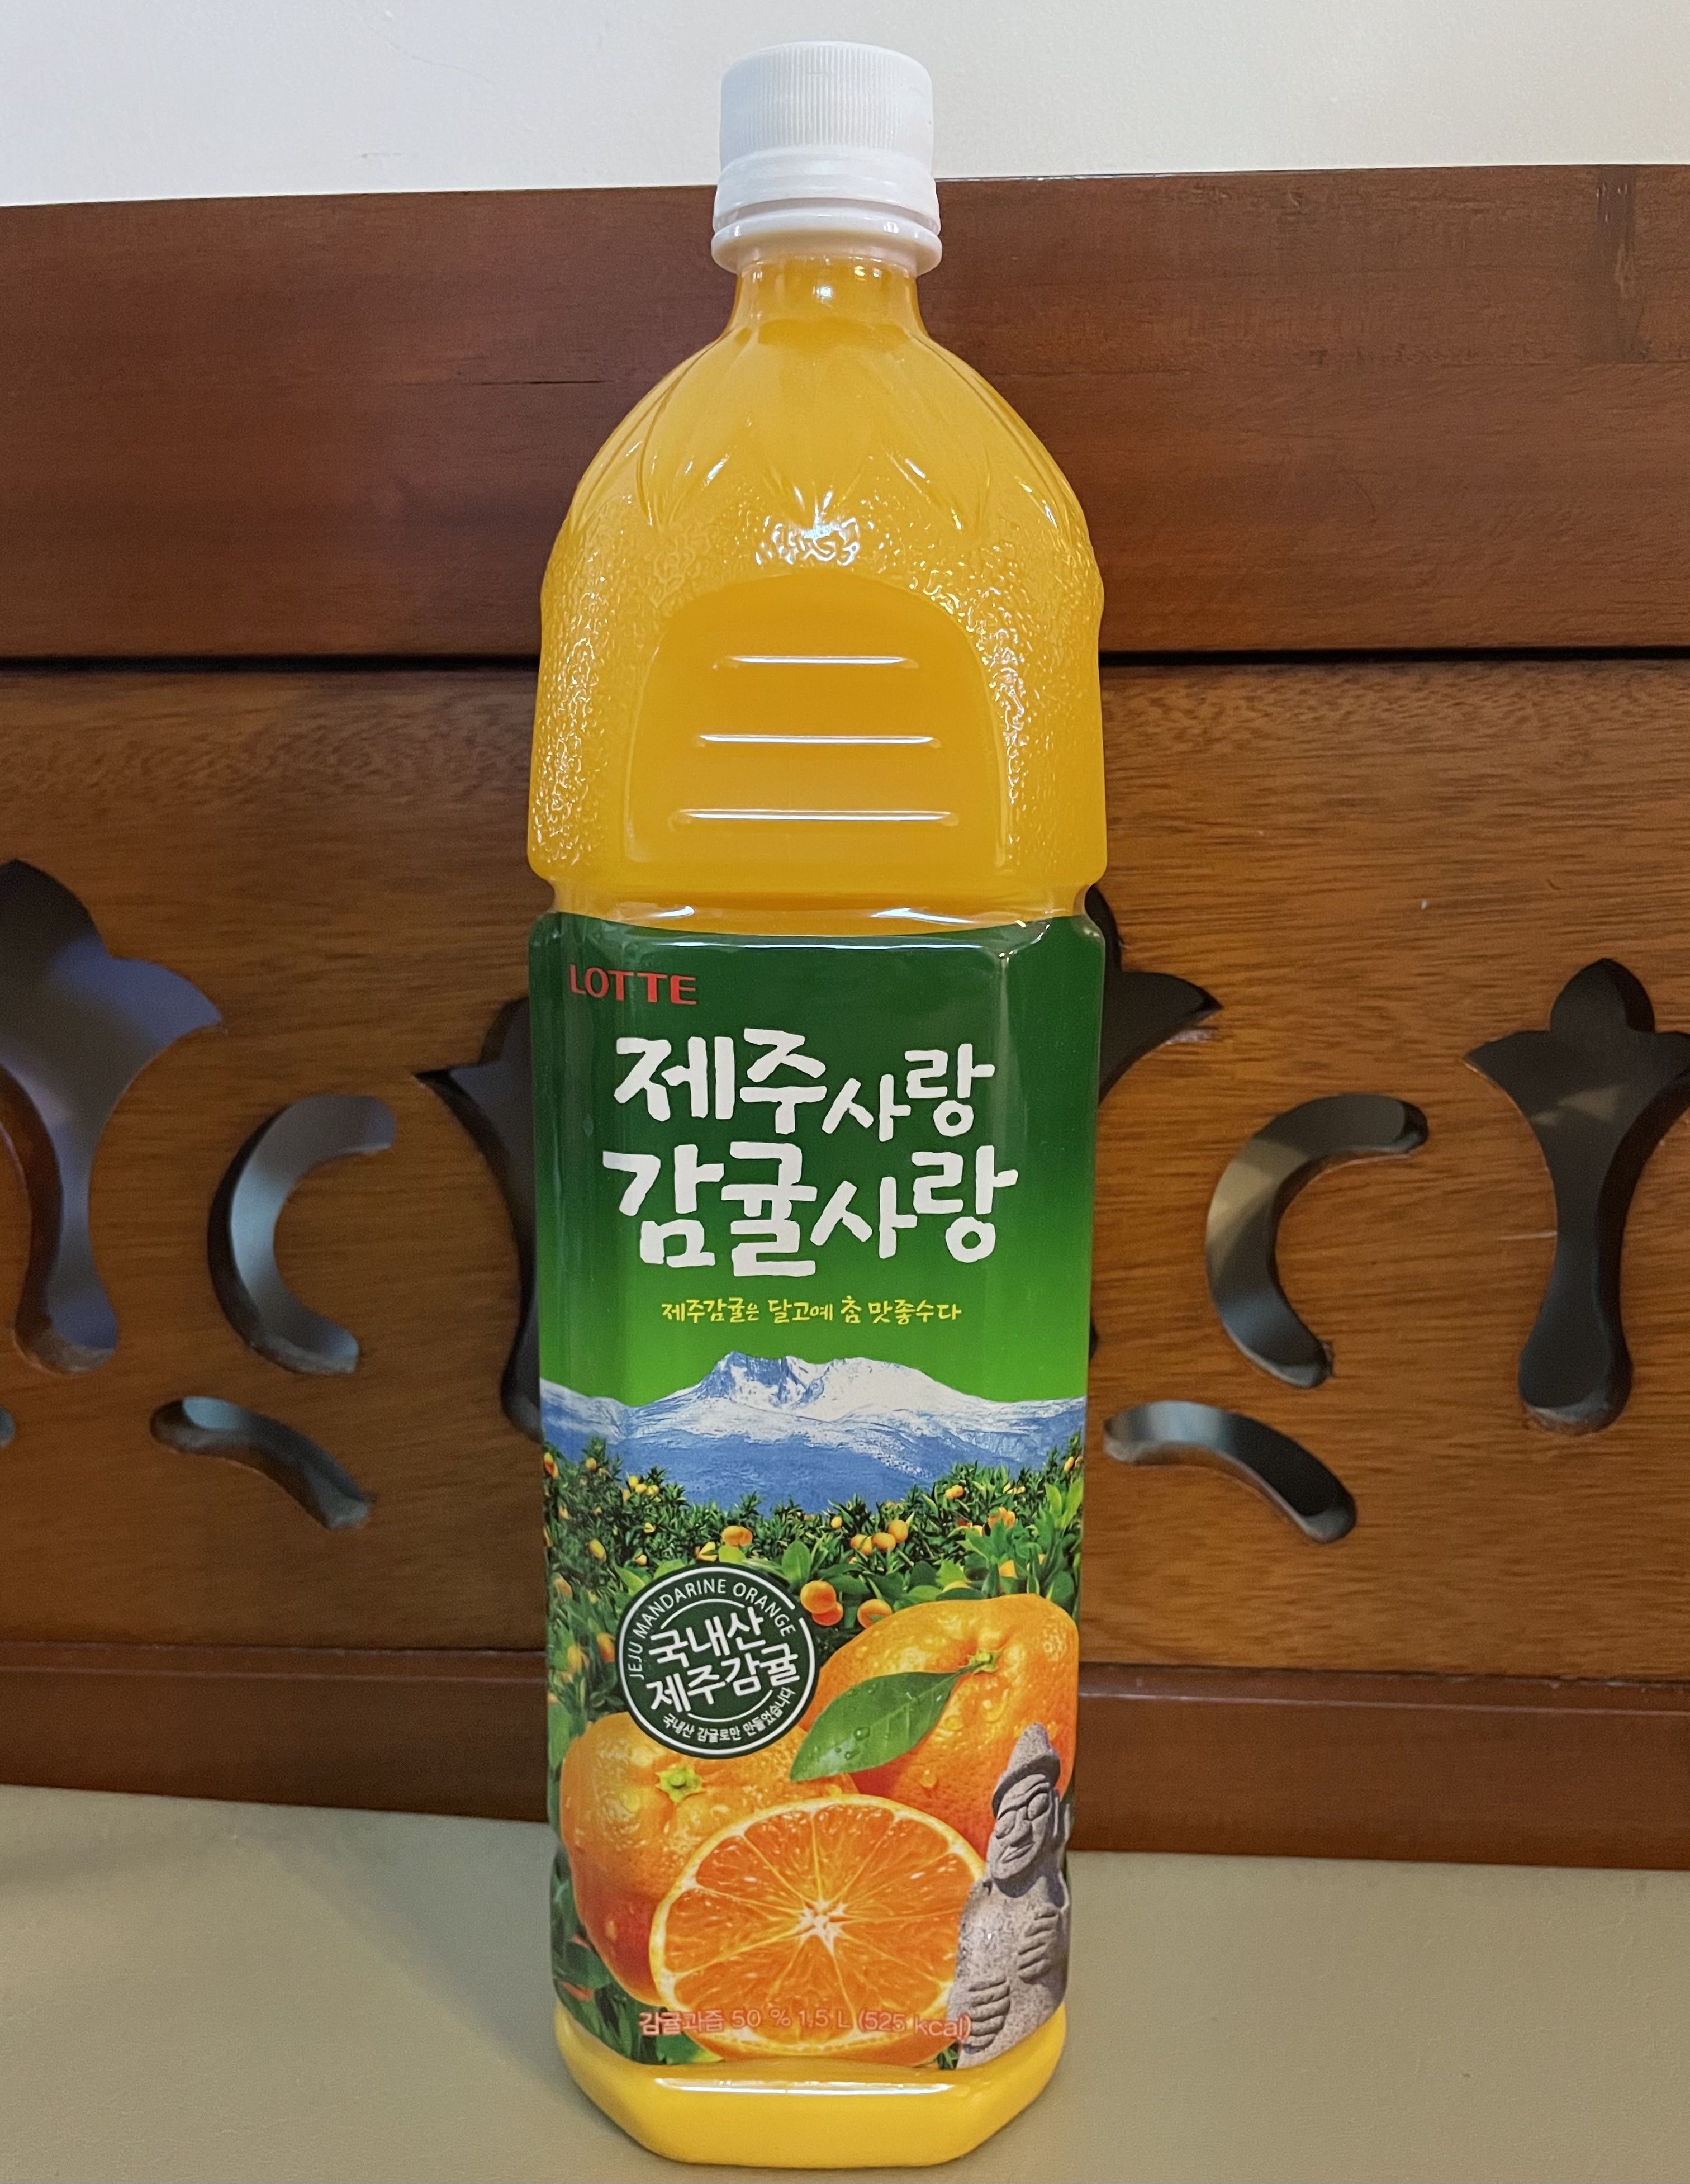 LOTTE
제주사랑
감귤사랑
제주감귤은 달고예 참 맛좋수다
JEJU MANDARINE ORANGE
국내산
제주감귤
국내산 감귤로만 만들었습니다
감귤과즙 50 % 1.5 L (525 kcal)